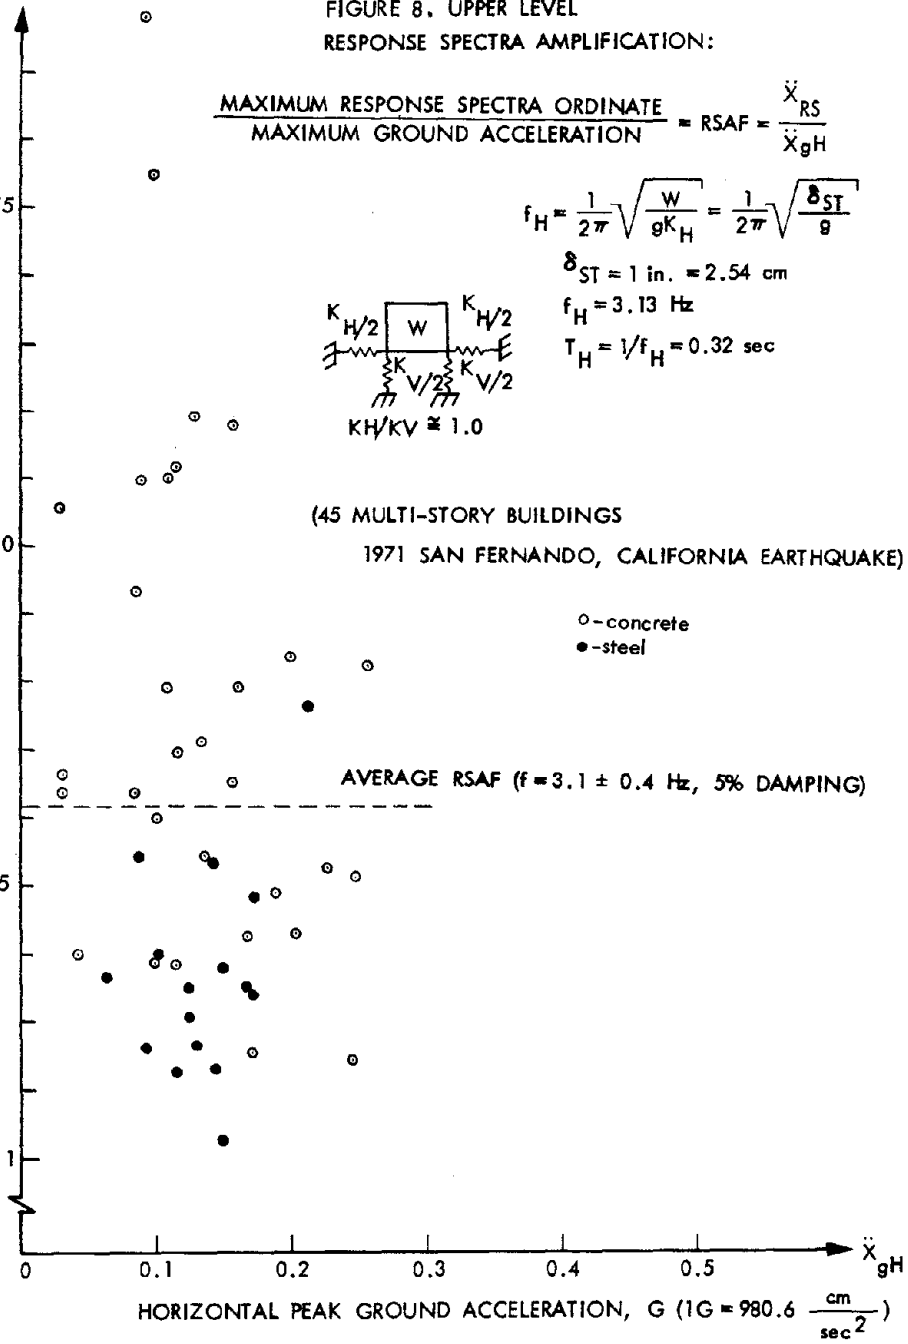 FIGURE 8. UPPER LEVEL
RESPONSE SPECTRA AMPLIFICATION:
MAXIMUM RESPONSE SPECTRA ORDINATE / MAXIMUM GROUND ACCELERATION = RSAF = Ẍ_RS / Ẍ_gH
f_H = 1/2π √(W/gK_H) = 1/2π √(δ_ST/g)
δ_ST = 1 in. = 2.54 cm
f_H = 3.13 Hz
T_H = 1/f_H = 0.32 sec
K_H/2 W K_H/2
K_V/2 K_V/2
KH/KV ≅ 1.0
(45 MULTI-STORY BUILDINGS
1971 SAN FERNANDO, CALIFORNIA EARTHQUAKE)
⊙-concrete
●-steel
AVERAGE RSAF (f = 3.1 ± 0.4 Hz, 5% DAMPING)
5
0
5
1
0
0 0.1 0.2 0.3 0.4 0.5 Ẍ_gH
HORIZONTAL PEAK GROUND ACCELERATION, G (1G = 980.6 cm/sec²)